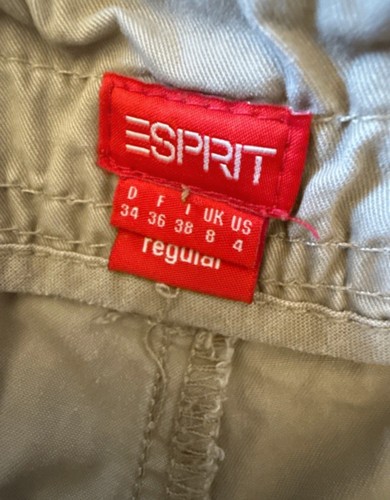 ESPRIT
D F I UK US
34 36 38 8 4
regular